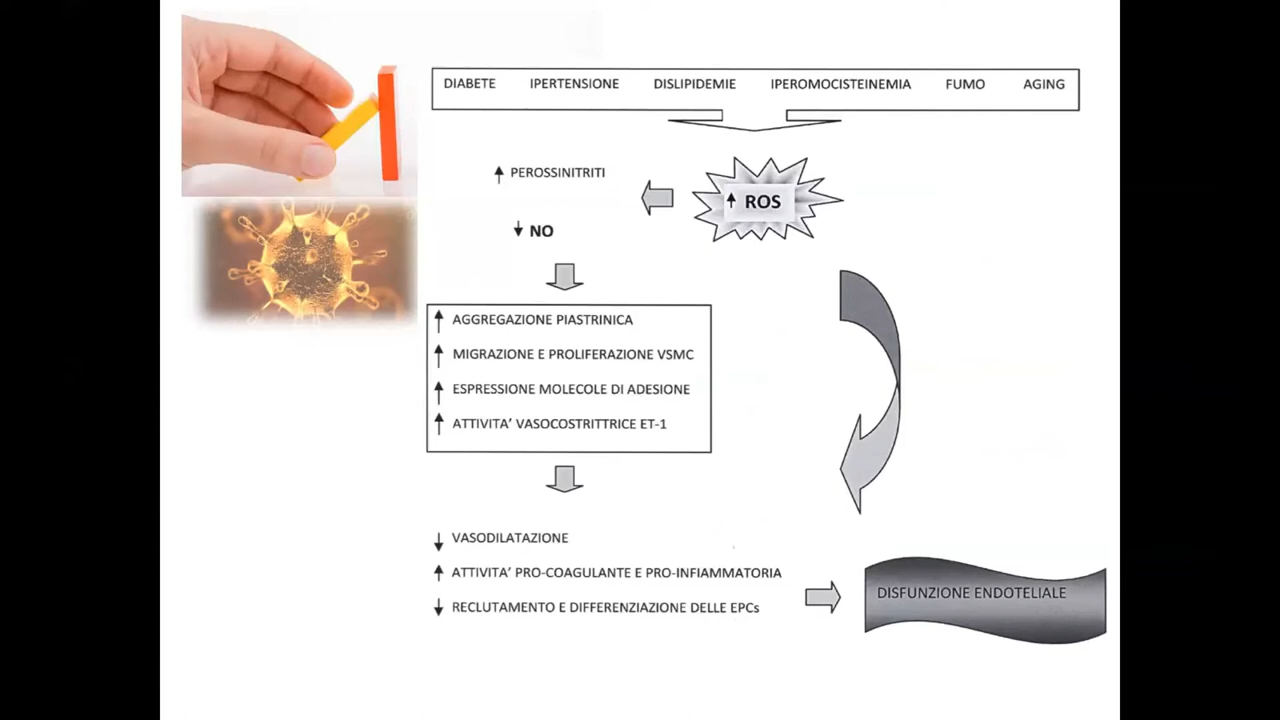 DIABETE IPERTENSIONE DISLIPIDEMIE IPEROMOCISTEINEMIA FUMO AGING
↑ PEROSSINITRITI
↑ ROS
↓ NO
↑ AGGREGAZIONE PIASTRINICA
↑ MIGRAZIONE E PROLIFERAZIONE VSMC
↑ ESPRESSIONE MOLECOLE DI ADESIONE
↑ ATTIVITA’ VASOCOSTRITTRICE ET-1
↓ VASODILATAZIONE
↑ ATTIVITA’ PRO-COAGULANTE E PRO-INFIAMMATORIA
↓ RECLUTAMENTO E DIFFERENZIAZIONE DELLE EPCs
DISFUNZIONE ENDOTELIALE